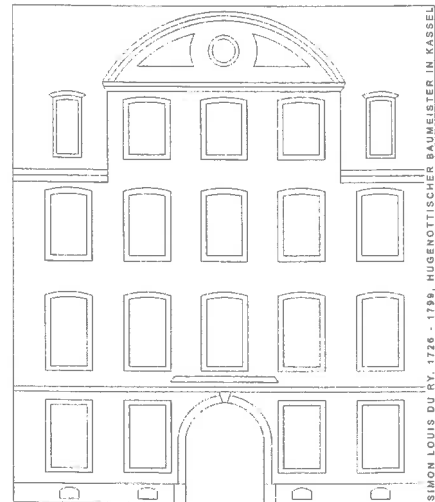 SIMON LOUIS DU RY, 1726 - 1799, HUGENOTTISCHER BAUMEISTER IN KASSEL